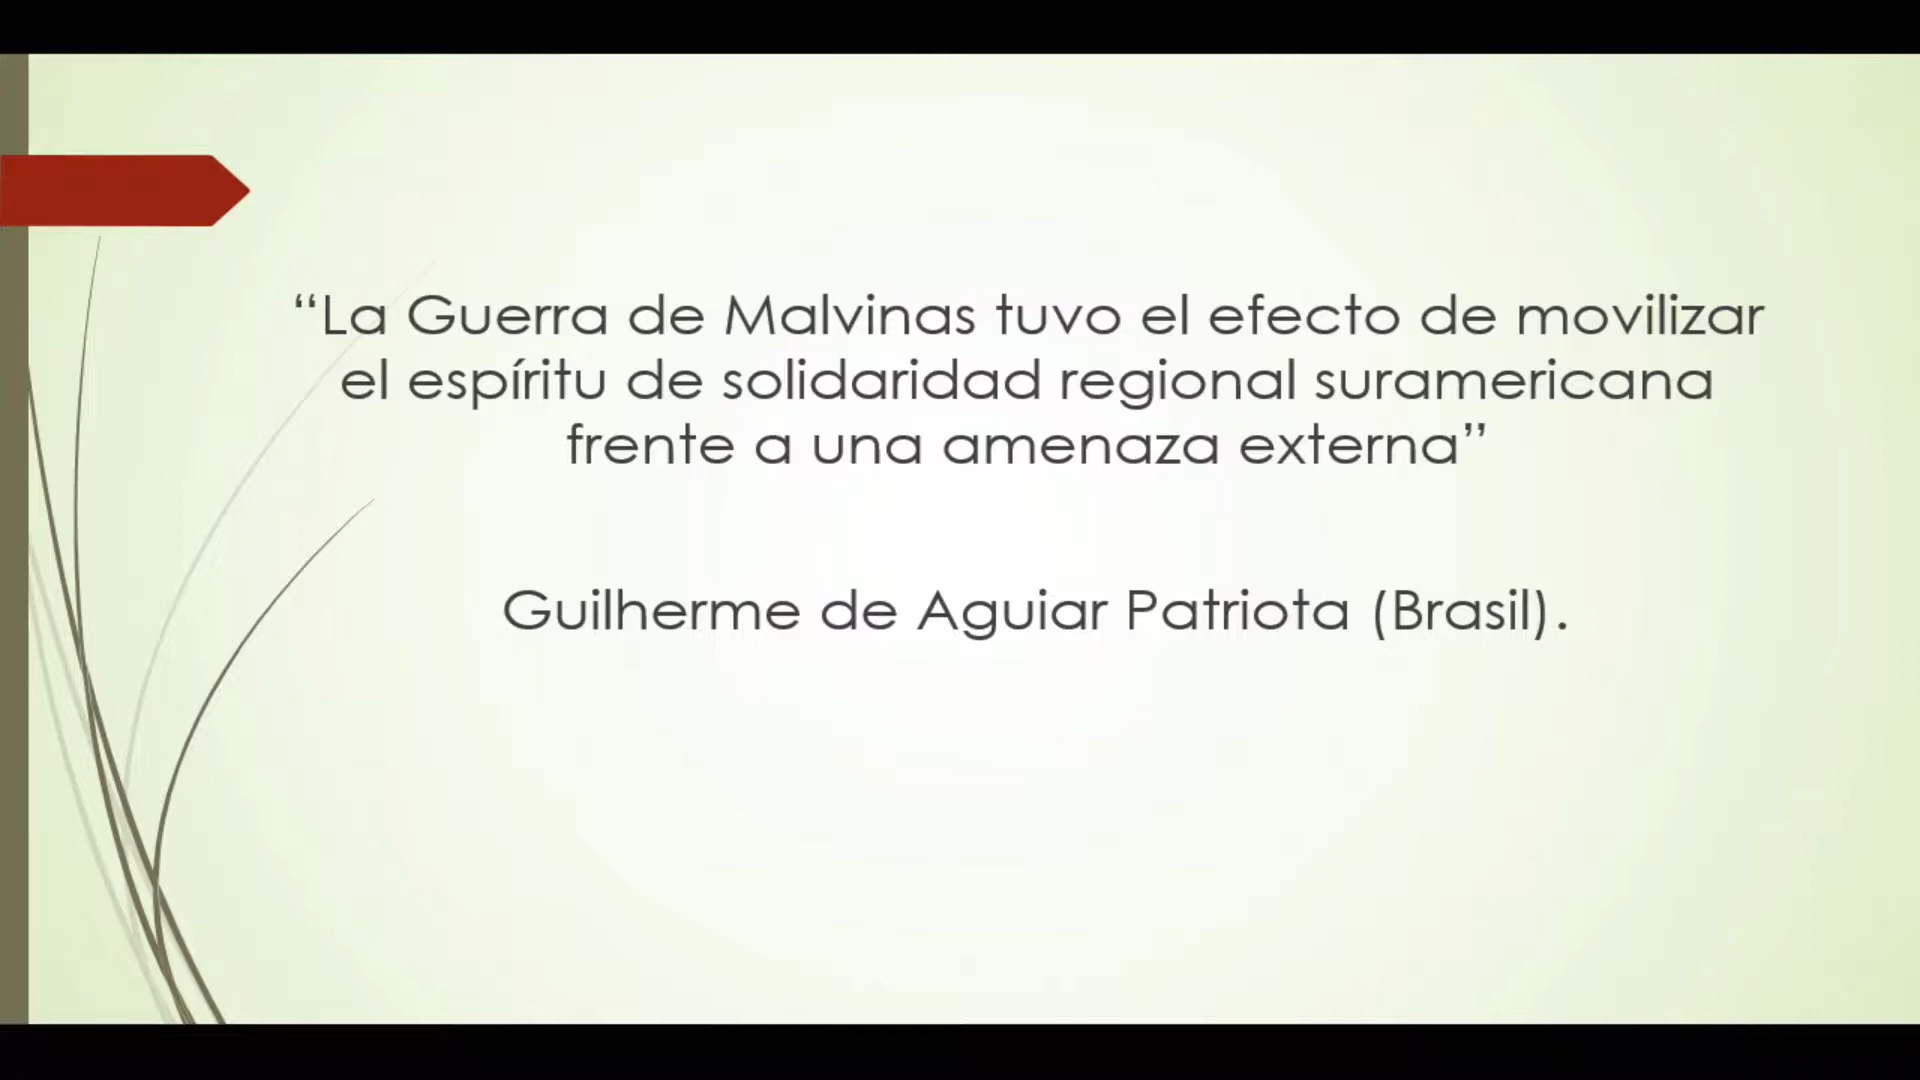 “La Guerra de Malvinas tuvo el efecto de movilizar
el espíritu de solidaridad regional suramericana
frente a una amenaza externa”
Guilherme de Aguiar Patriota (Brasil).